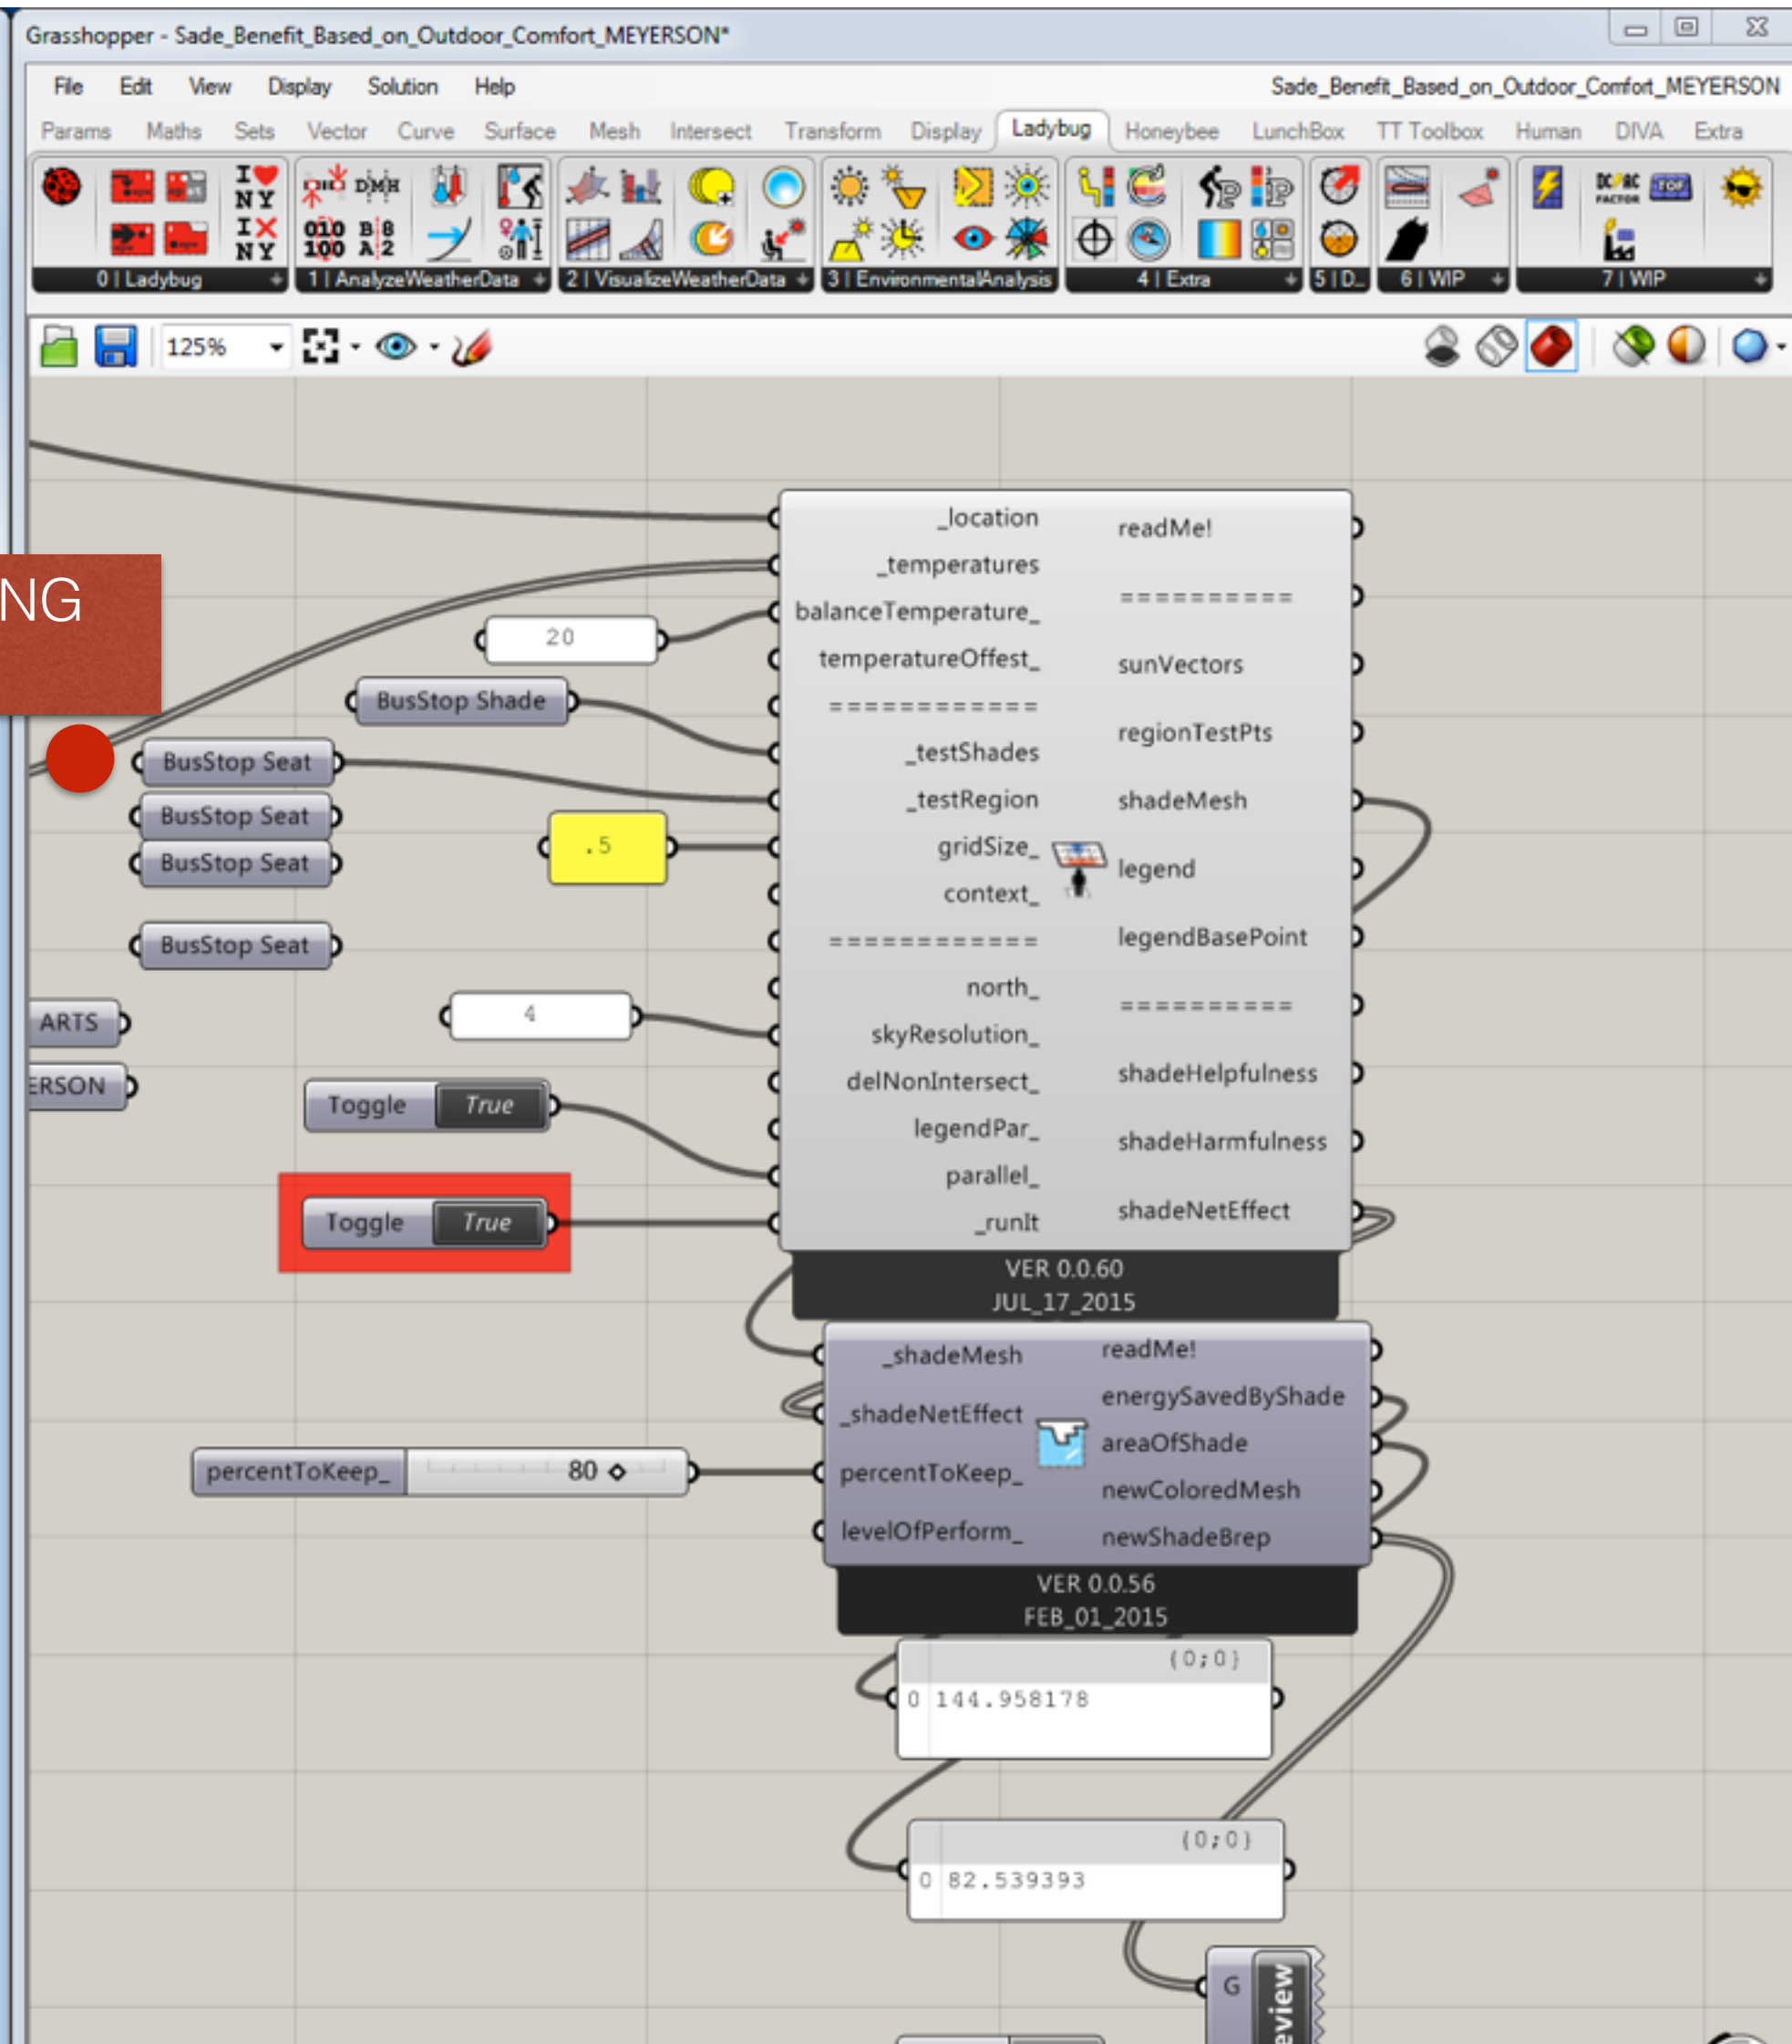 Grasshopper - Sade_Benefit_Based_on_Outdoor_Comfort_MEYERSON*
File Edit View Display Solution Help
Sade_Benefit_Based_on_Outdoor_Comfort_MEYERSON
Params Maths Sets Vector Curve Surface Mesh Intersect Transform Display Ladybug Honeybee LunchBox TT Toolbox Human DIVA Extra
0 | Ladybug
1 | AnalyzeWeatherData
2 | VisualizeWeatherData
3 | EnvironmentalAnalysis
4 | Extra
5 | D...
6 | WIP
7 | WIP
125%
NG
20
BusStop Shade
BusStop Seat
BusStop Seat
BusStop Seat
BusStop Seat
.5
ARTS
ERSON
4
Toggle True
Toggle True
_location
_temperatures
balanceTemperature_
temperatureOffest_
============
_testShades
_testRegion
gridSize_
context_
============
north_
skyResolution_
delNonIntersect_
legendPar_
parallel_
_runIt
readMe!
==========
sunVectors
regionTestPts
shadeMesh
legend
legendBasePoint
==========
shadeHelpfulness
shadeHarmfulness
shadeNetEffect
VER 0.0.60
JUL_17_2015
percentToKeep_ 80
_shadeMesh
_shadeNetEffect
percentToKeep_
levelOfPerform_
readMe!
energySavedByShade
areaOfShade
newColoredMesh
newShadeBrep
VER 0.0.56
FEB_01_2015
{0;0}
0 144.958178
{0;0}
0 82.539393
G
eview